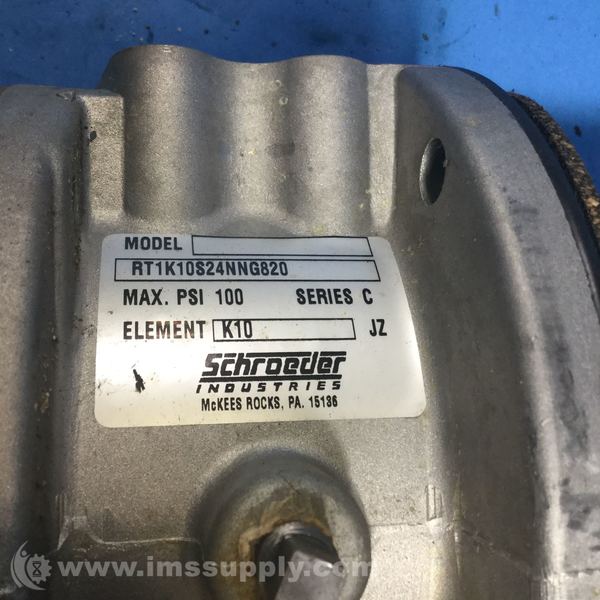 MODEL
RT1K10S24NNG820
MAX. PSI 100 SERIES C
ELEMENT K10 JZ
Schroeder
INDUSTRIES
McKEES ROCKS, PA. 15136
www.imssupply.com